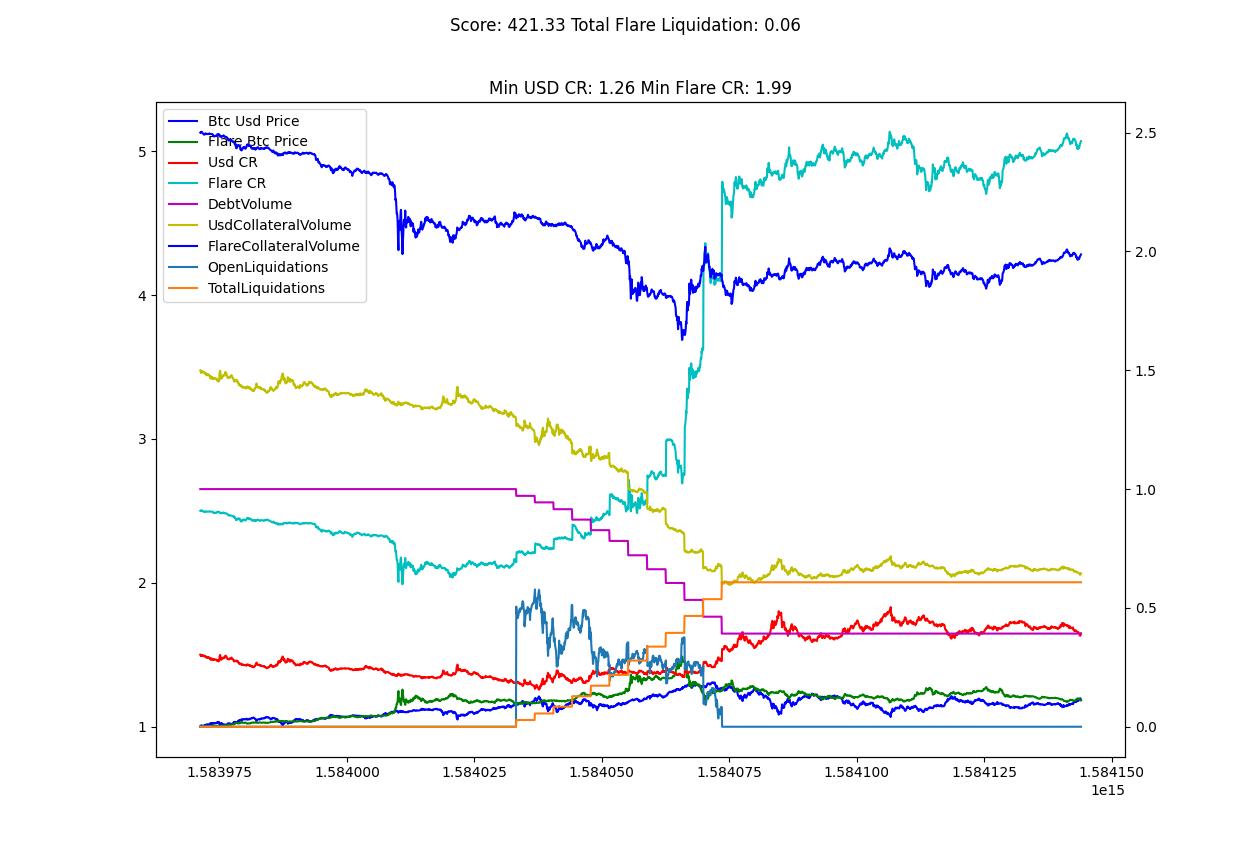 Score: 421.33 Total Flare Liquidation: 0.06
Min USD CR: 1.26 Min Flare CR: 1.99
Btc Usd Price
Flare Btc Price
Usd CR
Flare CR
DebtVolume
UsdCollateralVolume
FlareCollateralVolume
OpenLiquidations
TotalLiquidations
5
4
3
2
1
2.5
2.0
1.5
1.0
0.5
0.0
1.583975 1.584000 1.584025 1.584050 1.584075 1.584100 1.584125 1.584150
1e15